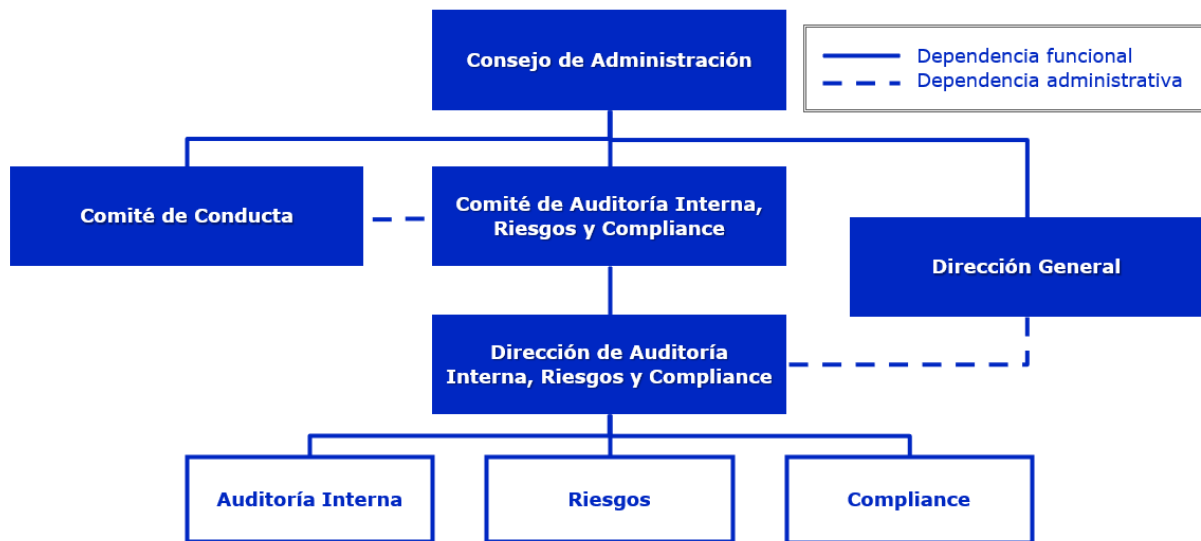 Consejo de Administración
Dependencia funcional
Dependencia administrativa
Comité de Conducta
Comité de Auditoría Interna,
Riesgos y Compliance
Dirección General
Dirección de Auditoría
Interna, Riesgos y Compliance
Auditoría Interna
Riesgos
Compliance